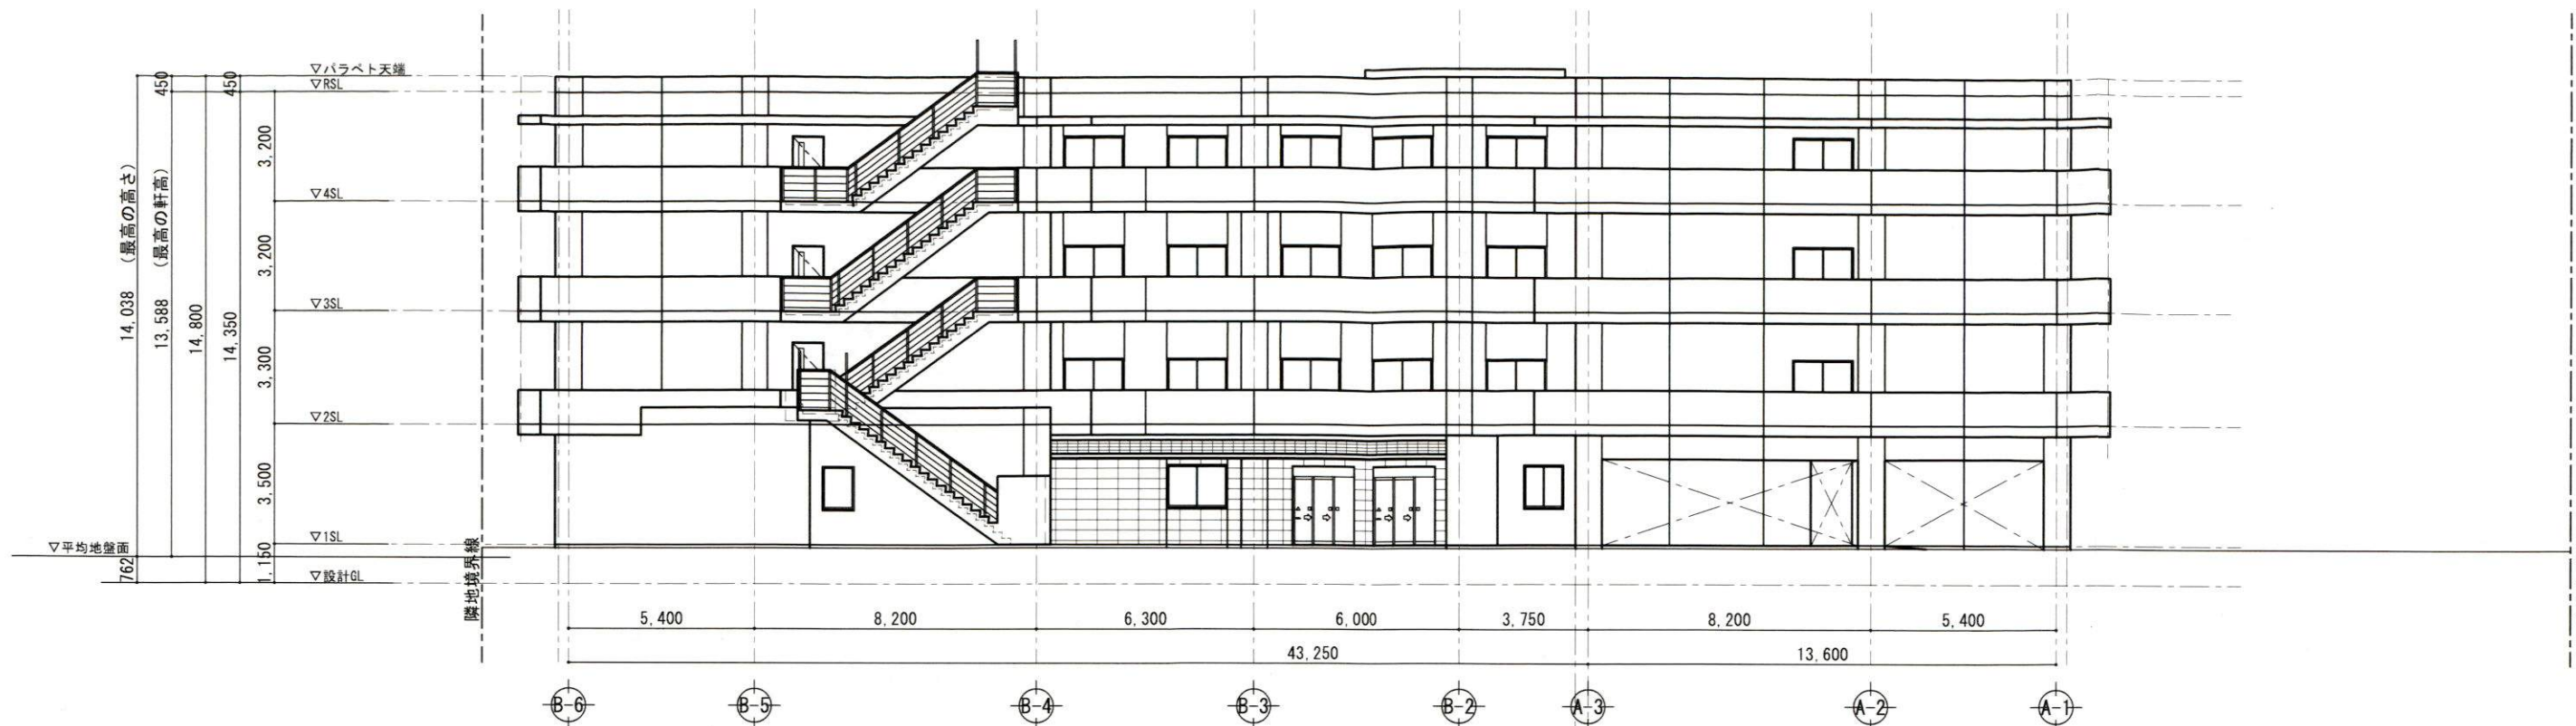 ▽パラペト天端
▽RSL
▽4SL
▽3SL
▽2SL
▽1SL
▽平均地盤面
▽設計GL
14,038 (最高の高さ)
762
450
13,588 (最高の軒高)
14,800
450
14,350
3,200
3,200
3,300
3,500
1,150
隣地境界線
5,400
8,200
6,300
6,000
3,750
8,200
5,400
43,250
13,600
B-6
B-5
B-4
B-3
B-2
A-3
A-2
A-1